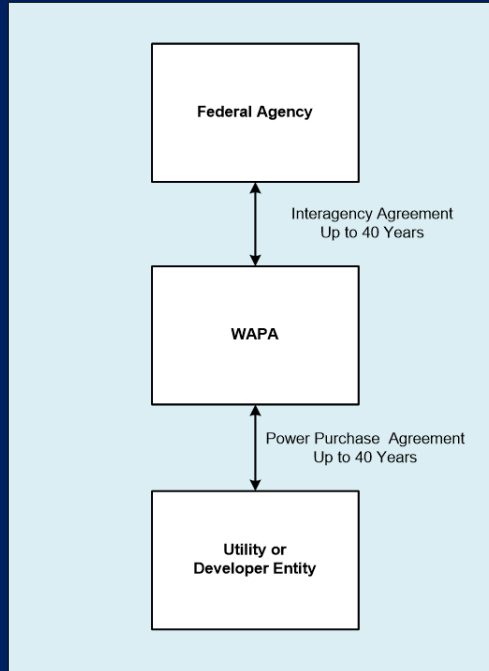 Federal Agency
Interagency Agreement
Up to 40 Years
WAPA
Power Purchase Agreement
Up to 40 Years
Utility or
Developer Entity